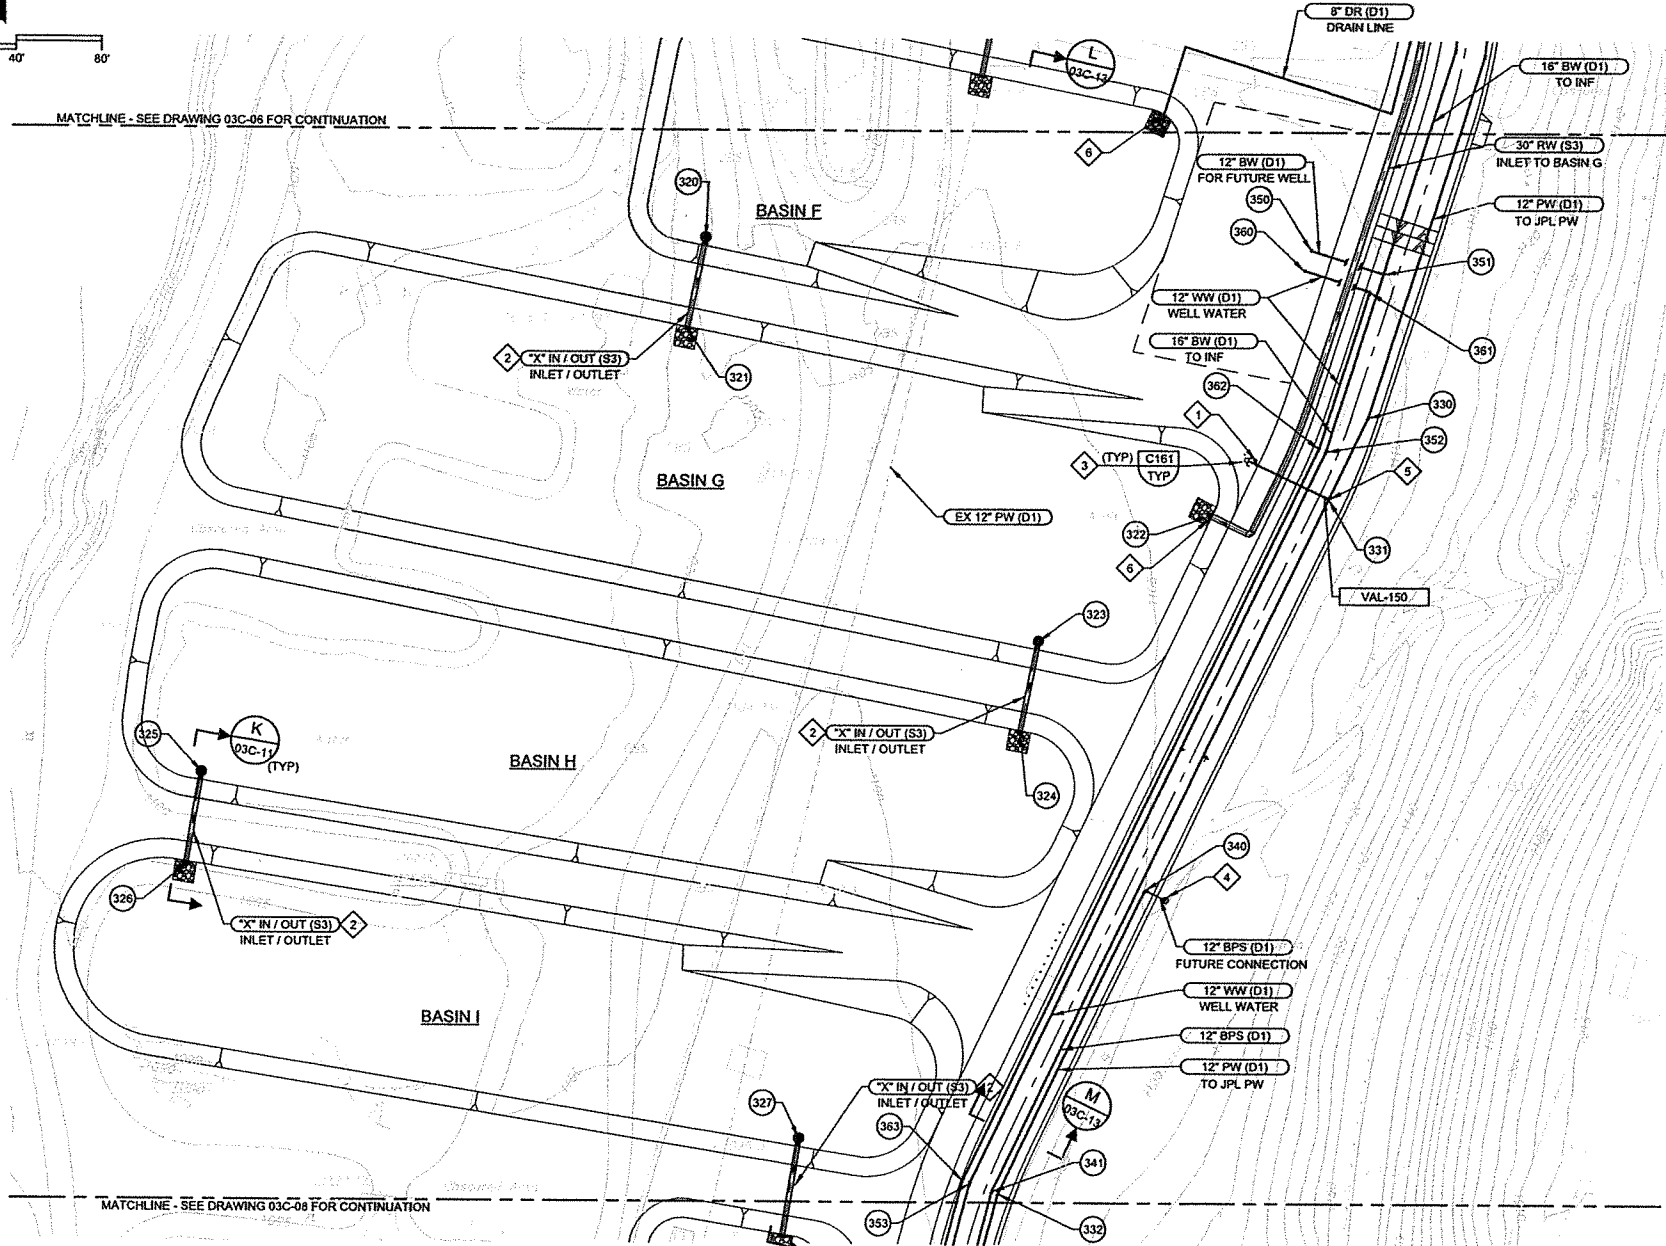 40' 80'
8" DR (D1)
DRAIN LINE
L
03C-13
16" BW (D1)
TO INF
MATCHLINE - SEE DRAWING 03C-06 FOR CONTINUATION
6
30" RW (S3)
INLET TO BASIN G
12" BW (D1)
FOR FUTURE WELL
320
350
BASIN F
12" PW (D1)
TO JPL PW
360
351
12" WW (D1)
WELL WATER
16" BW (D1)
TO INF
361
2
"X" IN / OUT (S3)
INLET / OUTLET
321
362
330
1
352
3
(TYP)
C161
TYP
5
BASIN G
EX 12" PW (D1)
322
331
6
VAL-150
323
K
03C-11
(TYP)
325
2
"X" IN / OUT (S3)
INLET / OUTLET
BASIN H
324
340
4
326
"X" IN / OUT (S3)
INLET / OUTLET
2
12" BPS (D1)
FUTURE CONNECTION
12" WW (D1)
WELL WATER
BASIN I
12" BPS (D1)
12" PW (D1)
TO JPL PW
"X" IN / OUT (S3)
INLET / OUTLET
2
M
03C-13
327
363
341
MATCHLINE - SEE DRAWING 03C-08 FOR CONTINUATION
353
332